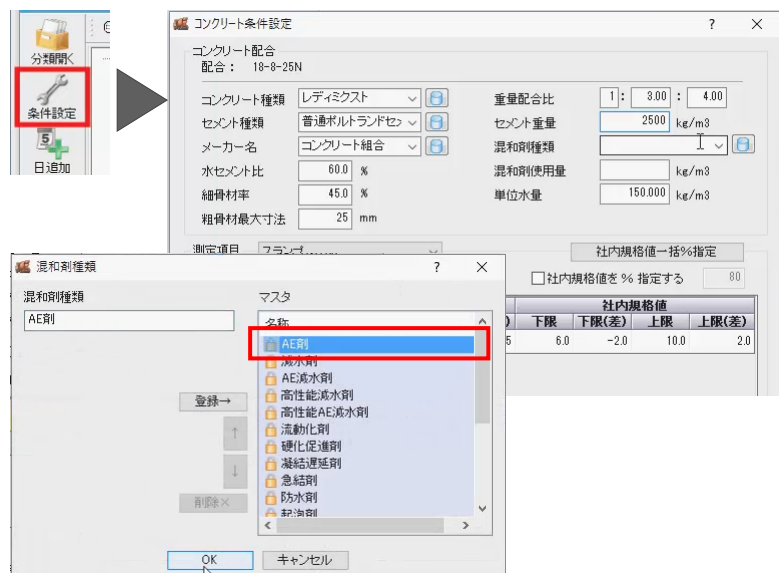 分類開く
条件設定
5
日追加
コンクリート条件設定 ? ×
コンクリート配合
配合： 18-8-25N
コンクリート種類 レディミクスト
セメント種類 普通ポルトランドセ
メーカー名 コンクリート組合
水セメント比 60.0 %
細骨材率 45.0 %
粗骨材最大寸法 25 mm
重量配合比 1 : 3.00 : 4.00
セメント重量 2500 kg/m3
混和剤種類
混和剤使用量 kg/m3
単位水量 150.000 kg/m3
測定項目
社内規格値一括%指定
社内規格値を % 指定する 80
社内規格値
下限 下限(差) 上限 上限(差)
5 6.0 -2.0 10.0 2.0
混和剤種類 ? ×
混和剤種類
AE剤
マスタ
名称
AE剤
減水剤
AE減水剤
高性能減水剤
高性能AE減水剤
流動化剤
硬化促進剤
凝結遅延剤
急結剤
防水剤
起泡剤
登録→
↑
↓
削除×
OK キャンセル